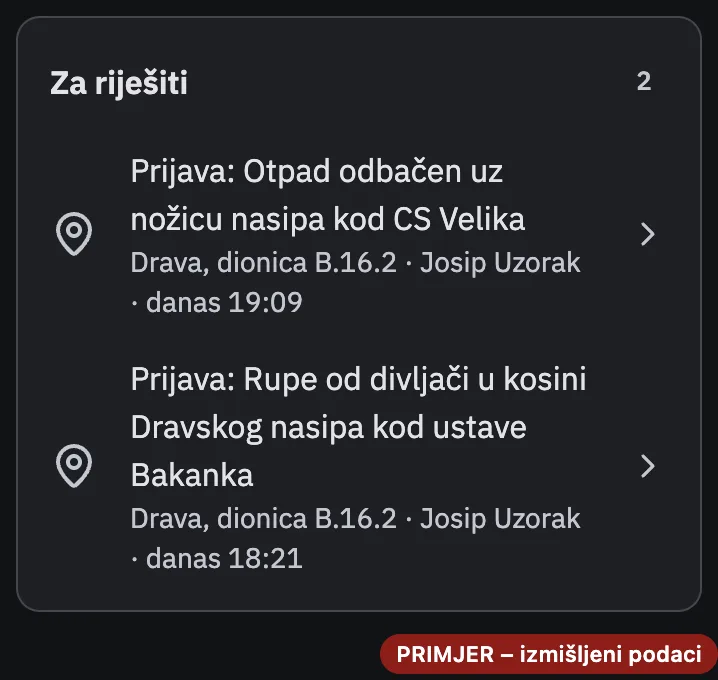 Za riješiti
2
Prijava: Otpad odbačen uz
nožicu nasipa kod CS Velika
Drava, dionica B.16.2 · Josip Uzorak
· danas 19:09
Prijava: Rupe od divljači u kosini
Dravskog nasipa kod ustave
Bakanka
Drava, dionica B.16.2 · Josip Uzorak
· danas 18:21
PRIMJER – izmišljeni podaci